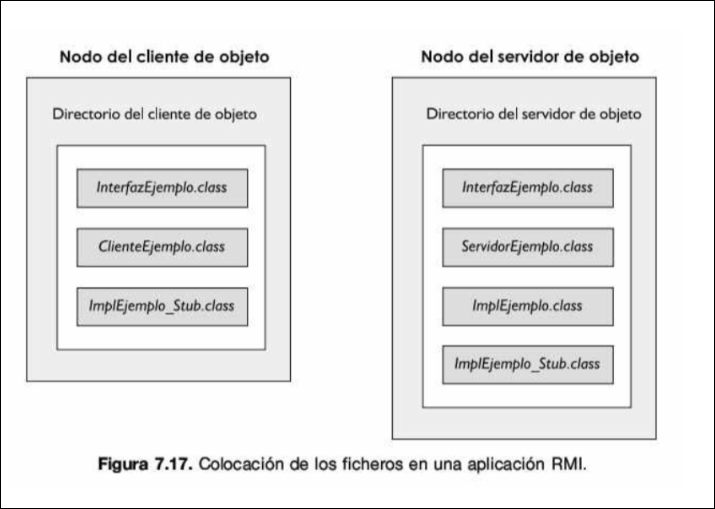 Nodo del cliente de objeto
Directorio del cliente de objeto
InterfazEjemplo.class
ClienteEjemplo.class
ImplEjemplo_Stub.class
Nodo del servidor de objeto
Directorio del servidor de objeto
InterfazEjemplo.class
ServidorEjemplo.class
ImplEjemplo.class
ImplEjemplo_Stub.class
Figura 7.17. Colocación de los ficheros en una aplicación RMI.